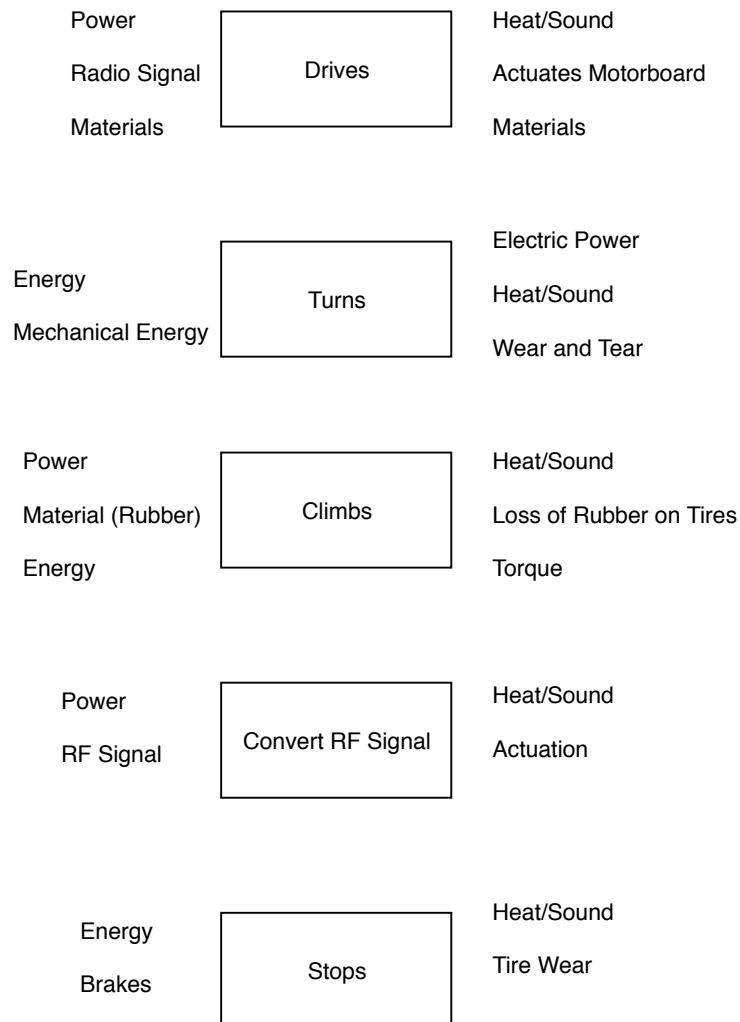 Power
Radio Signal
Materials
Drives
Heat/Sound
Actuates Motorboard
Materials
Energy
Mechanical Energy
Turns
Electric Power
Heat/Sound
Wear and Tear
Power
Material (Rubber)
Energy
Climbs
Heat/Sound
Loss of Rubber on Tires
Torque
Power
RF Signal
Convert RF Signal
Heat/Sound
Actuation
Energy
Brakes
Stops
Heat/Sound
Tire Wear